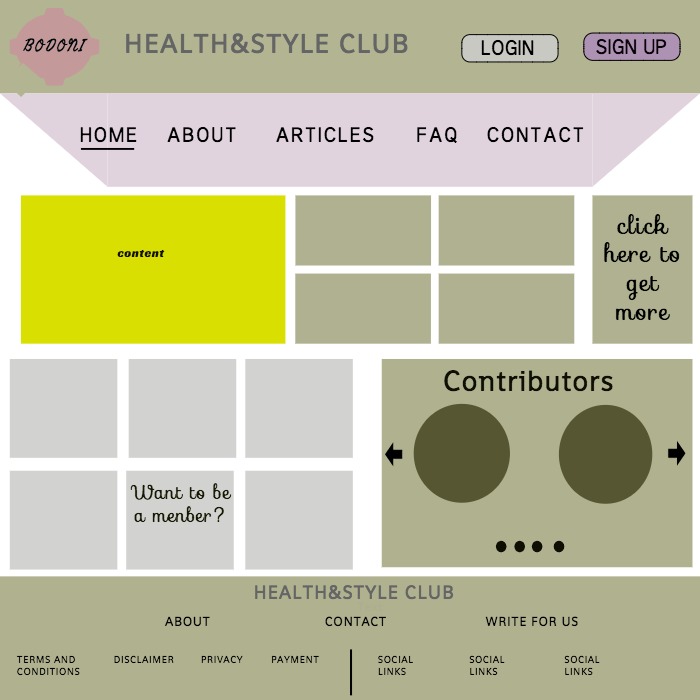 BODONI
HEALTH&STYLE CLUB
LOGIN
SIGN UP
HOME
ABOUT
ARTICLES
FAQ
CONTACT
content
click
here to
get
more
Contributors
Want to be
a menber?
HEALTH&STYLE CLUB
ABOUT
CONTACT
WRITE FOR US
TERMS AND
CONDITIONS
DISCLAIMER
PRIVACY
PAYMENT
SOCIAL
LINKS
SOCIAL
LINKS
SOCIAL
LINKS